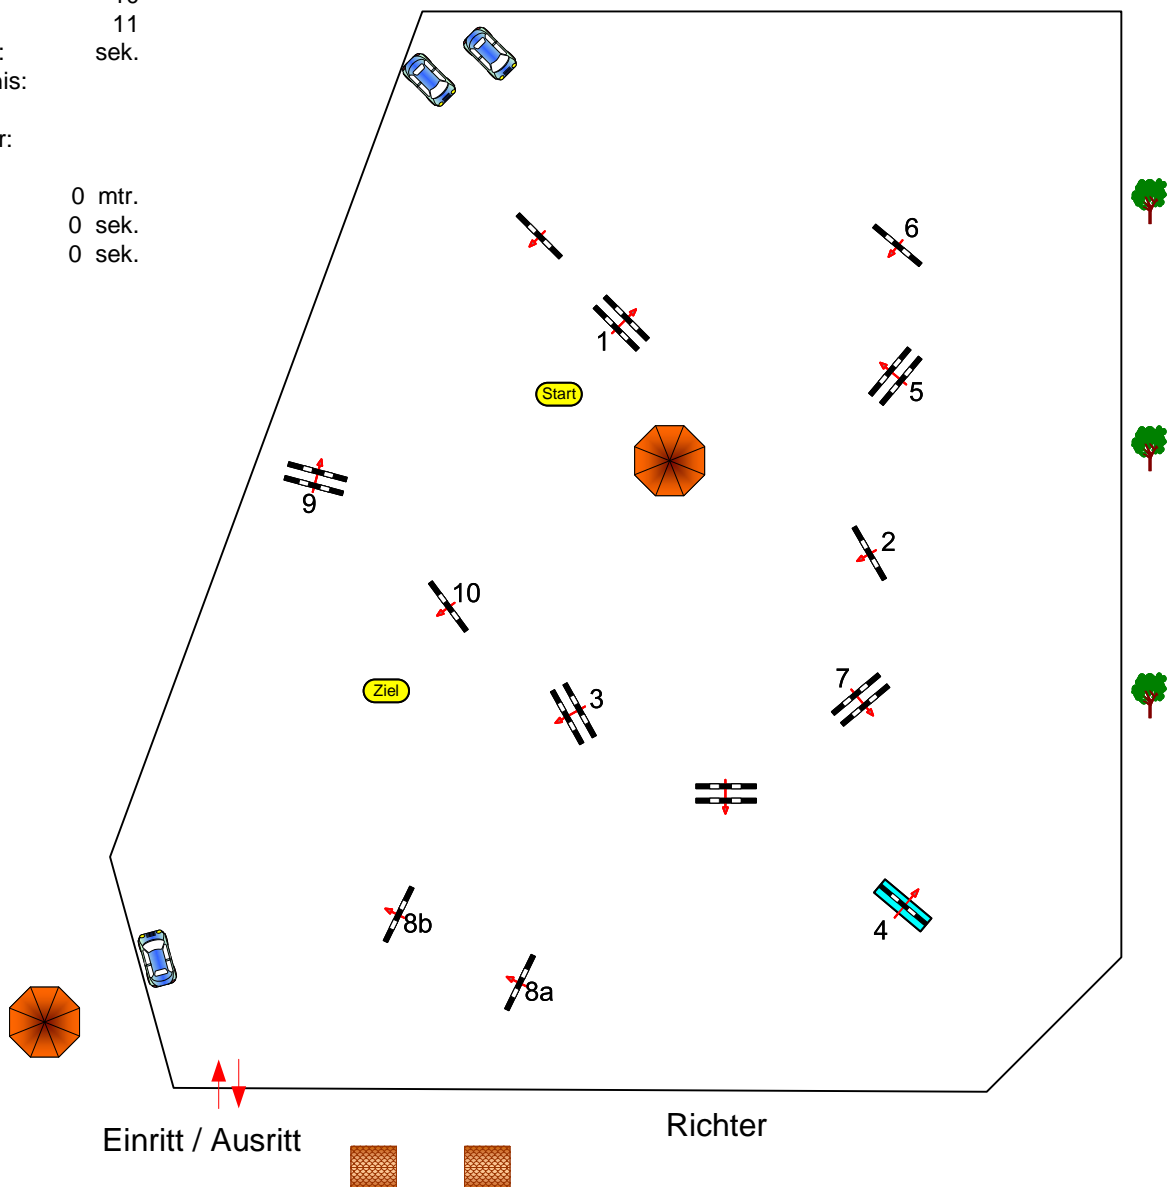 11
: sek.
nis:
r:
0 mtr.
0 sek.
0 sek.
6
1
Start
5
9
2
10
Ziel
3
7
8b
4
8a
Richter
Einritt / Ausritt